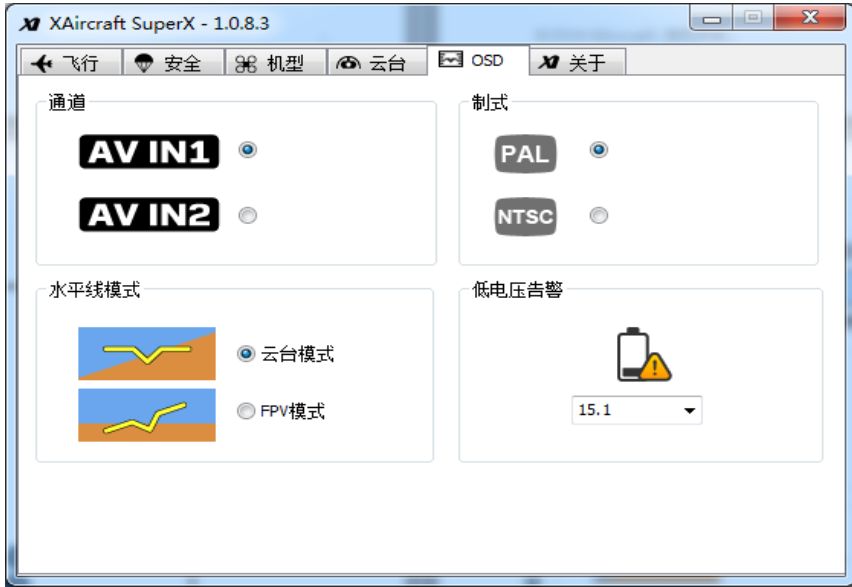 XAircraft SuperX - 1.0.8.3
飞行 安全 机型 云台 OSD 关于
通道
AV IN1
AV IN2
制式
PAL
NTSC
水平线模式
云台模式
FPV模式
低电压告警
15.1